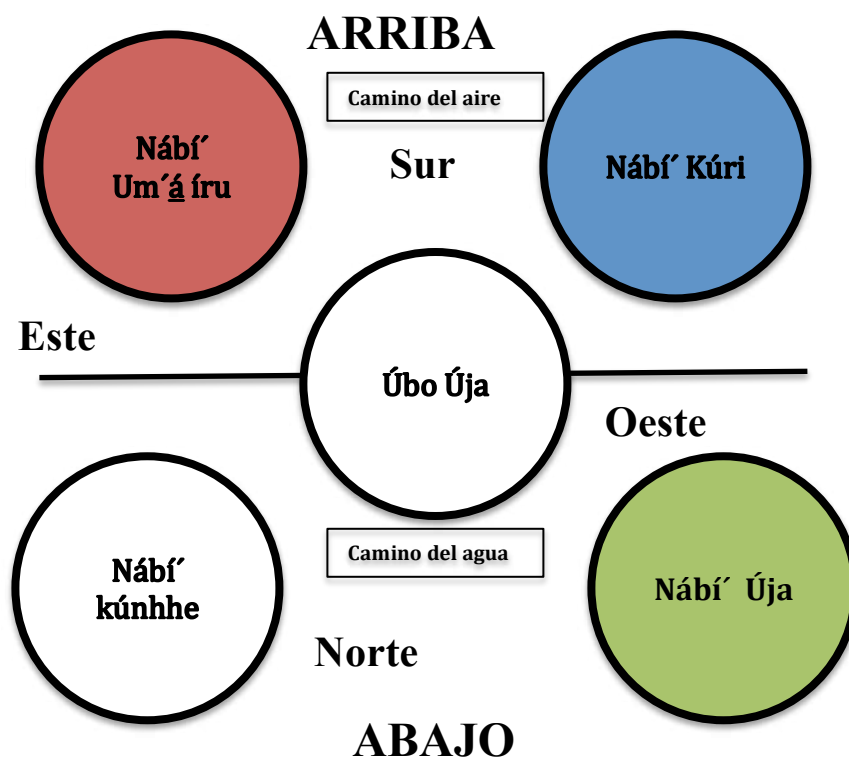 ARRIBA
Camino del aire
Nábí´
Um´á íru
Sur
Nábí´ Kúri
Este
Úbo Úja
Oeste
Camino del agua
Nábí´
kúnhhe
Nábí´ Úja
Norte
ABAJO